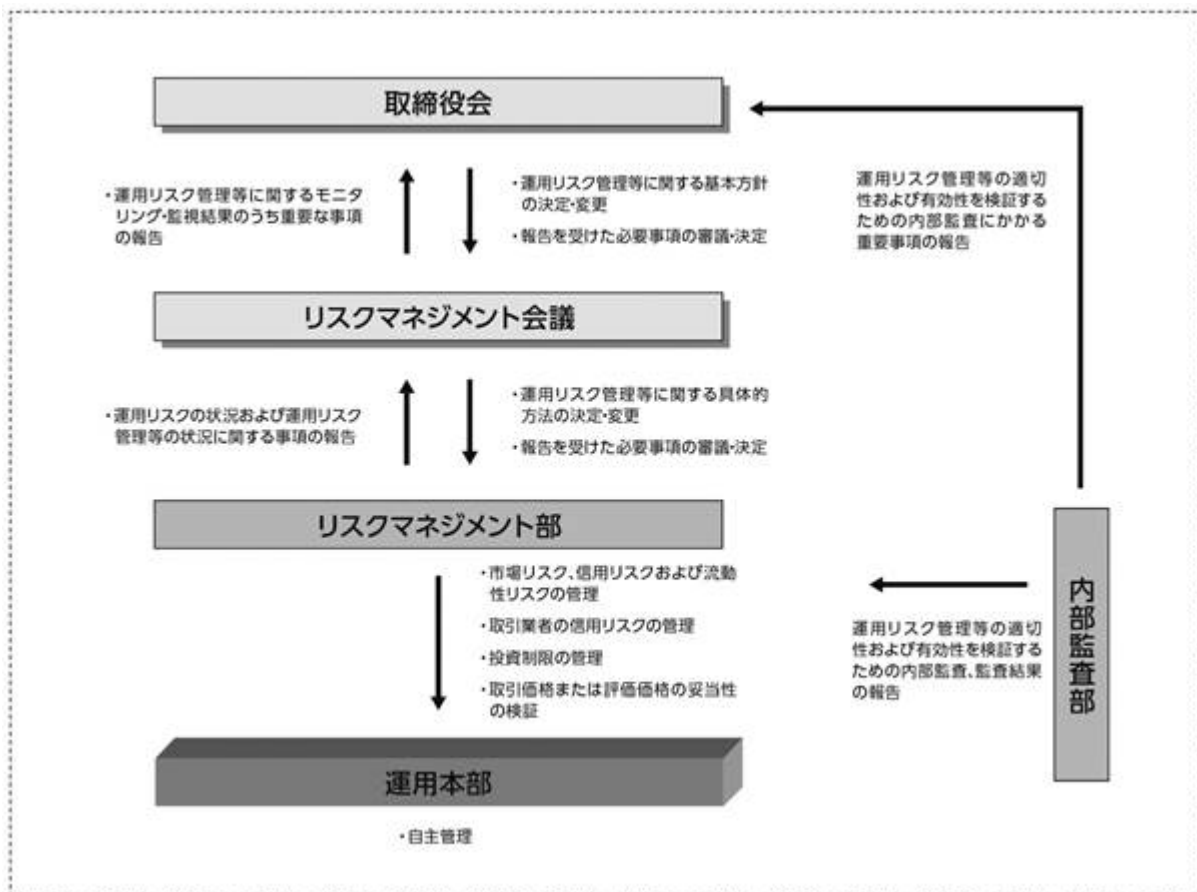 取締役会
・運用リスク管理等に関するモニタ
リング・監視結果のうち重要な事項
の報告
・運用リスク管理等に関する基本方針
の決定・変更
・報告を受けた必要事項の審議・決定
運用リスク管理等の適切
性および有効性を検証する
ための内部監査にかかる
重要事項の報告
リスクマネジメント会議
・運用リスクの状況および運用リスク
管理等の状況に関する事項の報告
・運用リスク管理等に関する具体的
方法の決定・変更
・報告を受けた必要事項の審議・決定
リスクマネジメント部
・市場リスク、信用リスクおよび流動
性リスクの管理
・取引業者の信用リスクの管理
・投資制限の管理
・取引価格または評価価格の妥当性
の検証
運用リスク管理等の適切
性および有効性を検証する
ための内部監査、監査結果
の報告
内部監査部
運用本部
・自主管理